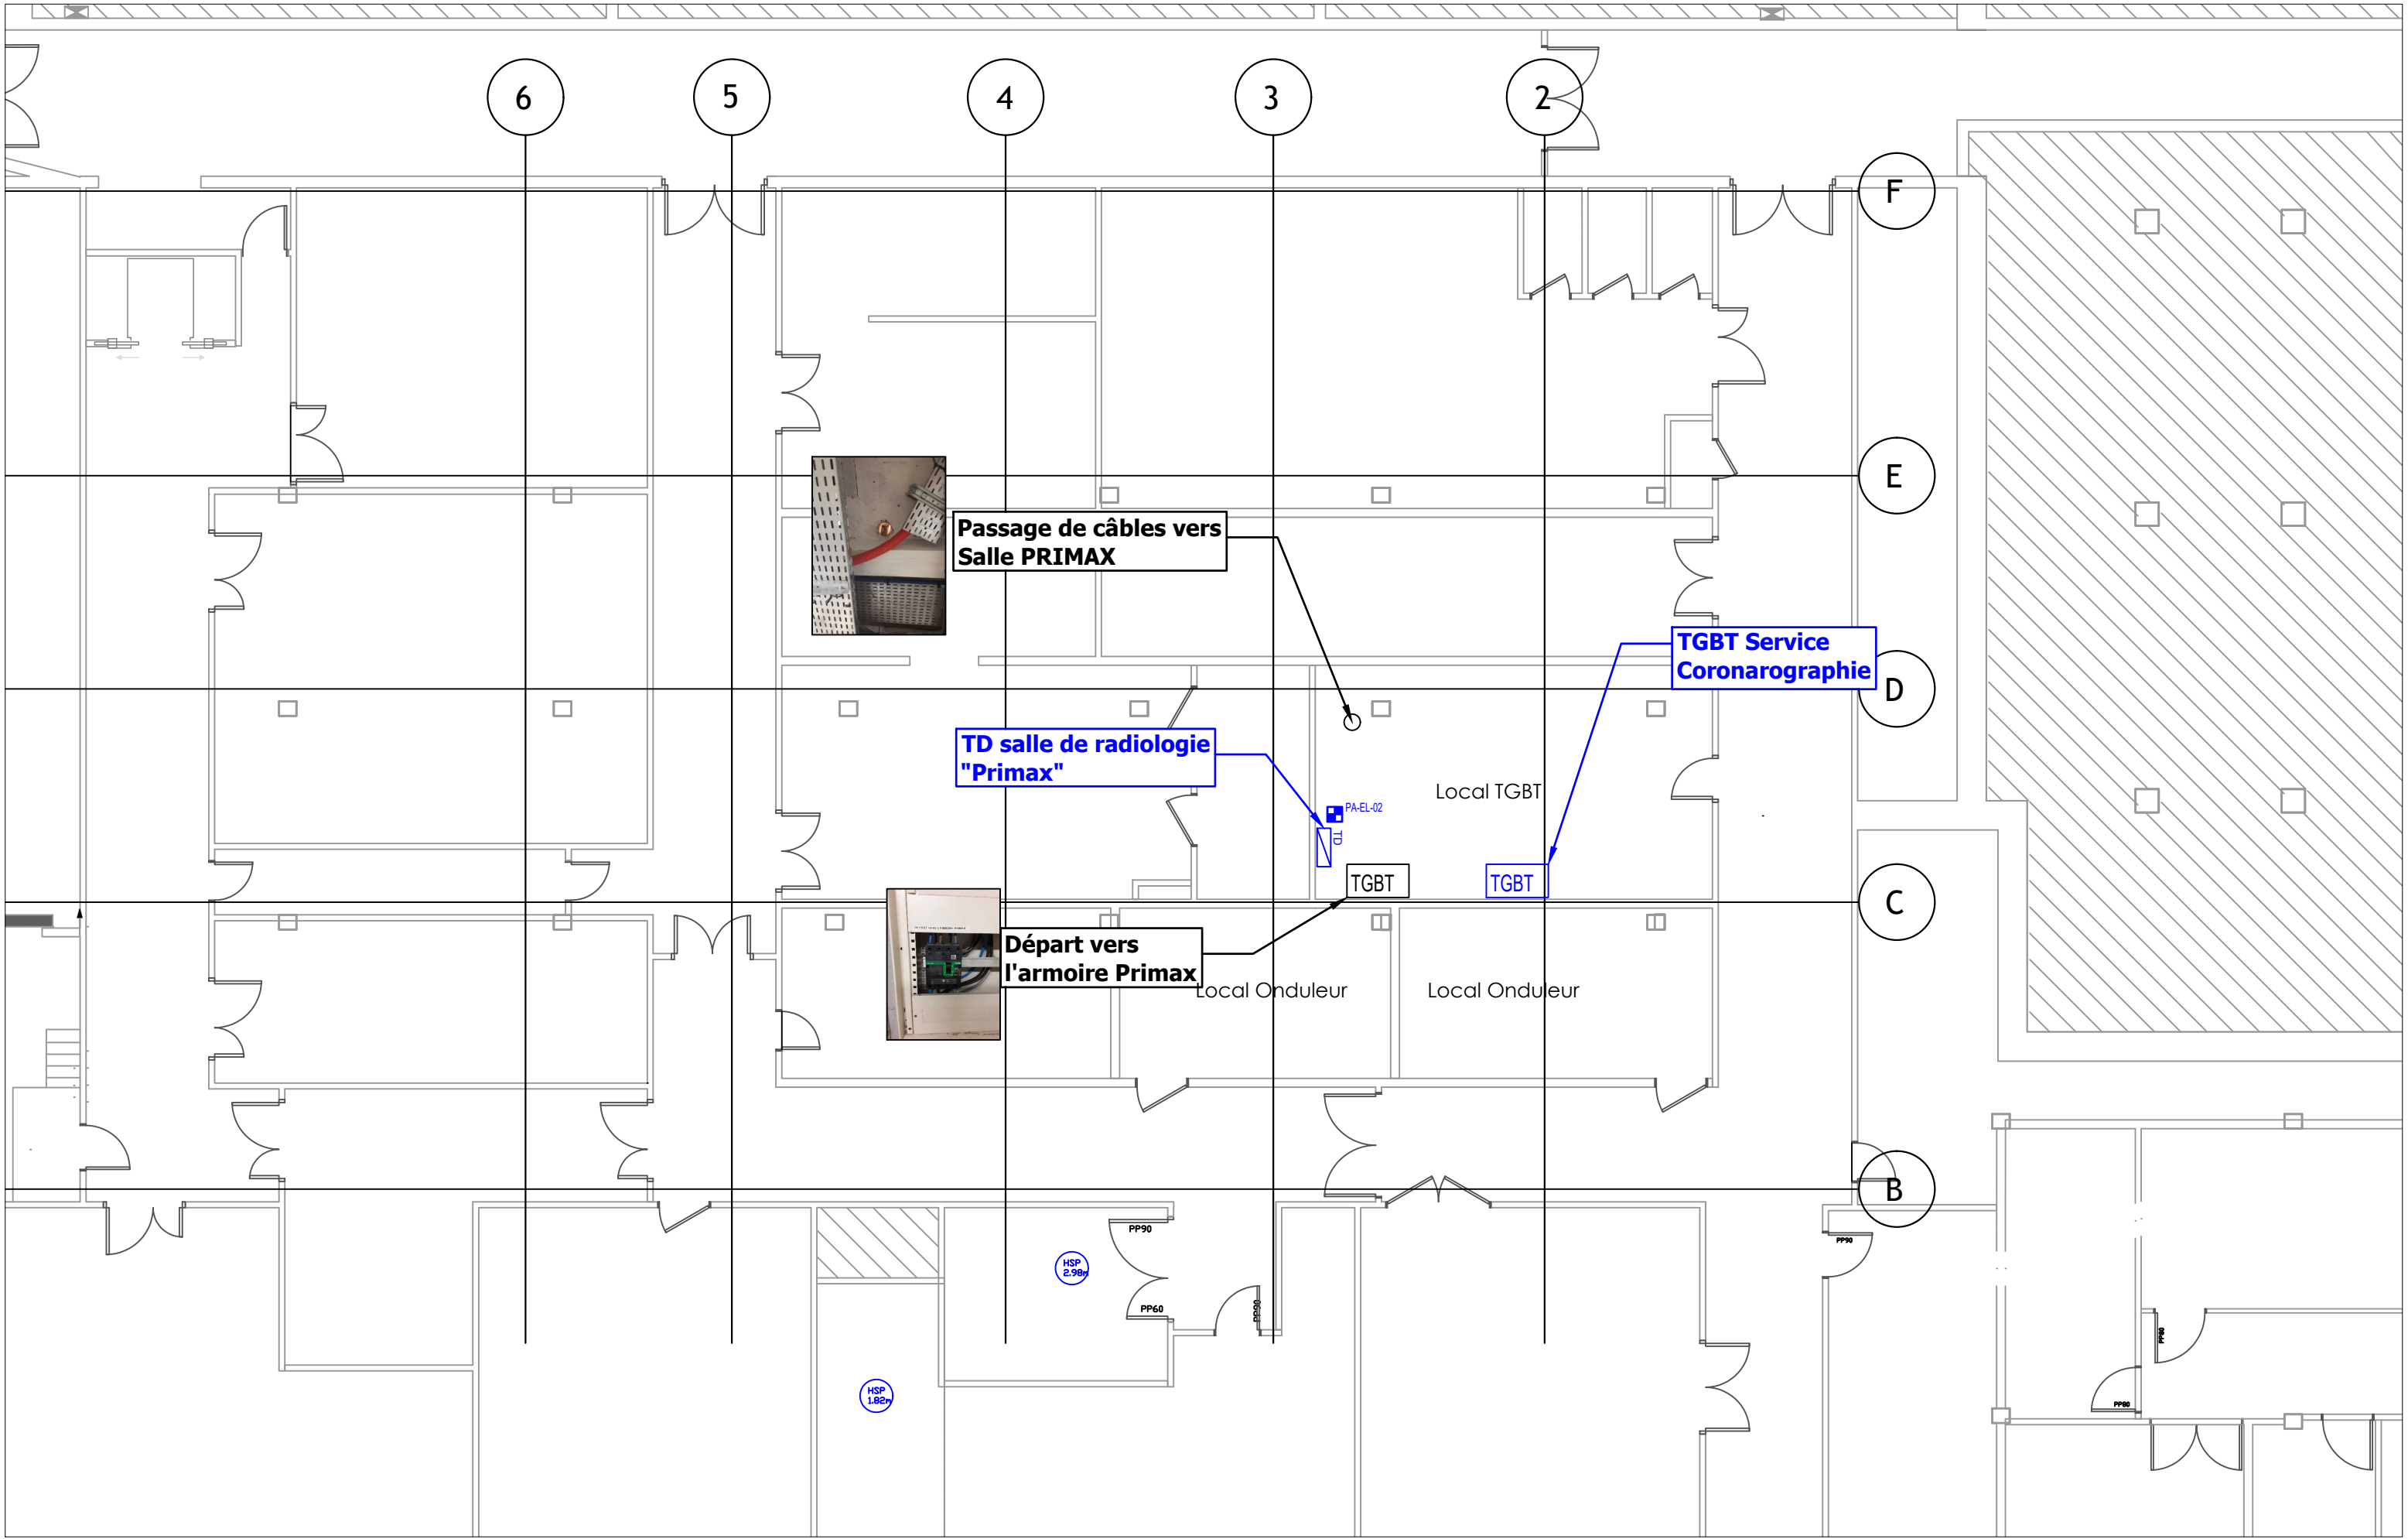 6
5
4
3
2
F
E
Passage de câbles vers
Salle PRIMAX
TGBT Service
Coronarographie
D
TD salle de radiologie
"Primax"
Local TGBT
PA-EL-02
TD
TGBT
TGBT
C
Départ vers
l'armoire Primax
Local Onduleur
Local Onduleur
B
PP90
PP90
HSP
2.98m
PP60
PP90
PP80
HSP
1.82m
PP80